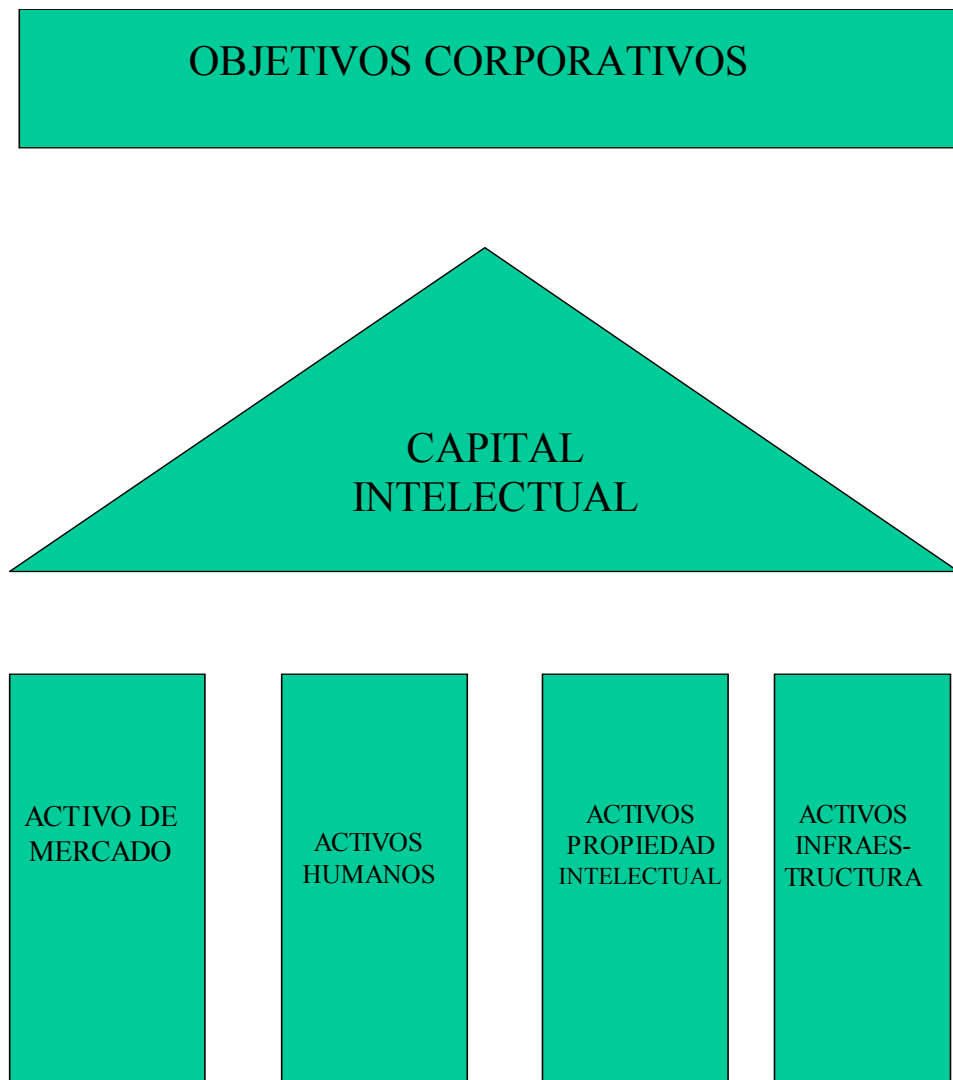 OBJETIVOS CORPORATIVOS
CAPITAL
INTELECTUAL
ACTIVO DE
MERCADO
ACTIVOS
HUMANOS
ACTIVOS
PROPIEDAD
INTELECTUAL
ACTIVOS
INFRAES-
TRUCTURA